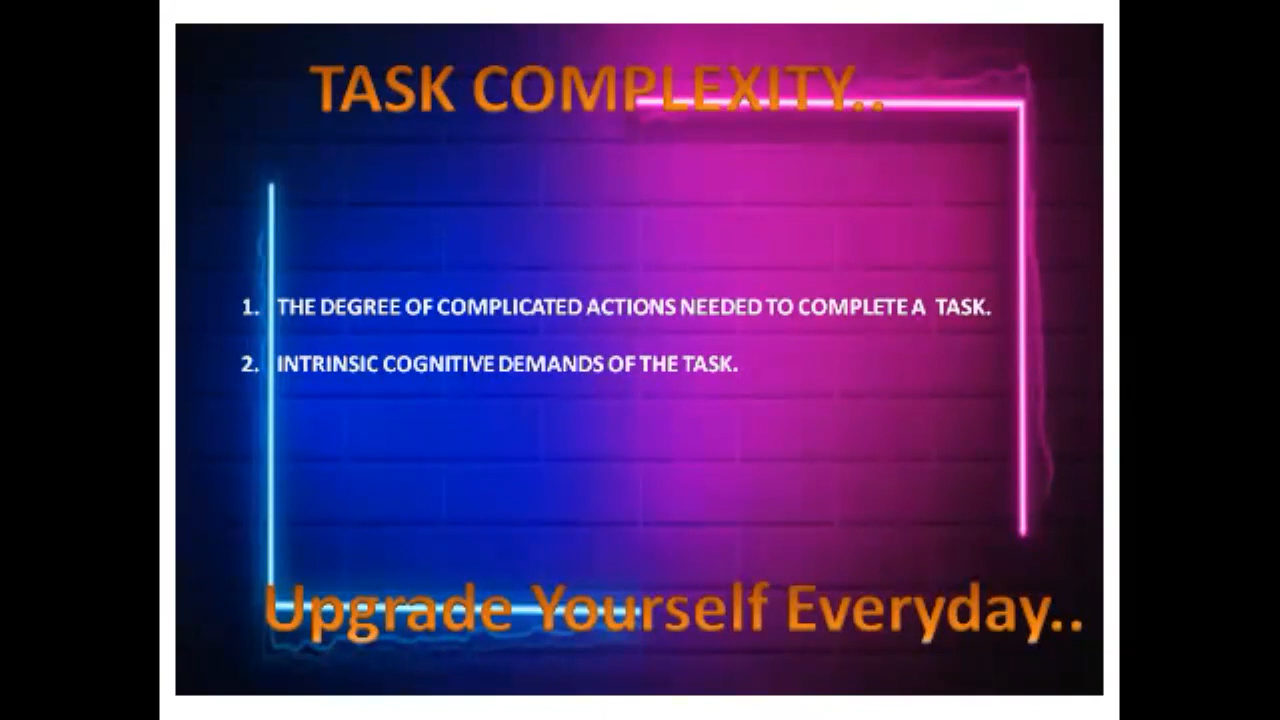 TASK COMPLEXITY..
1. THE DEGREE OF COMPLICATED ACTIONS NEEDED TO COMPLETE A TASK.
2. INTRINSIC COGNITIVE DEMANDS OF THE TASK.
Upgrade Yourself Everyday..